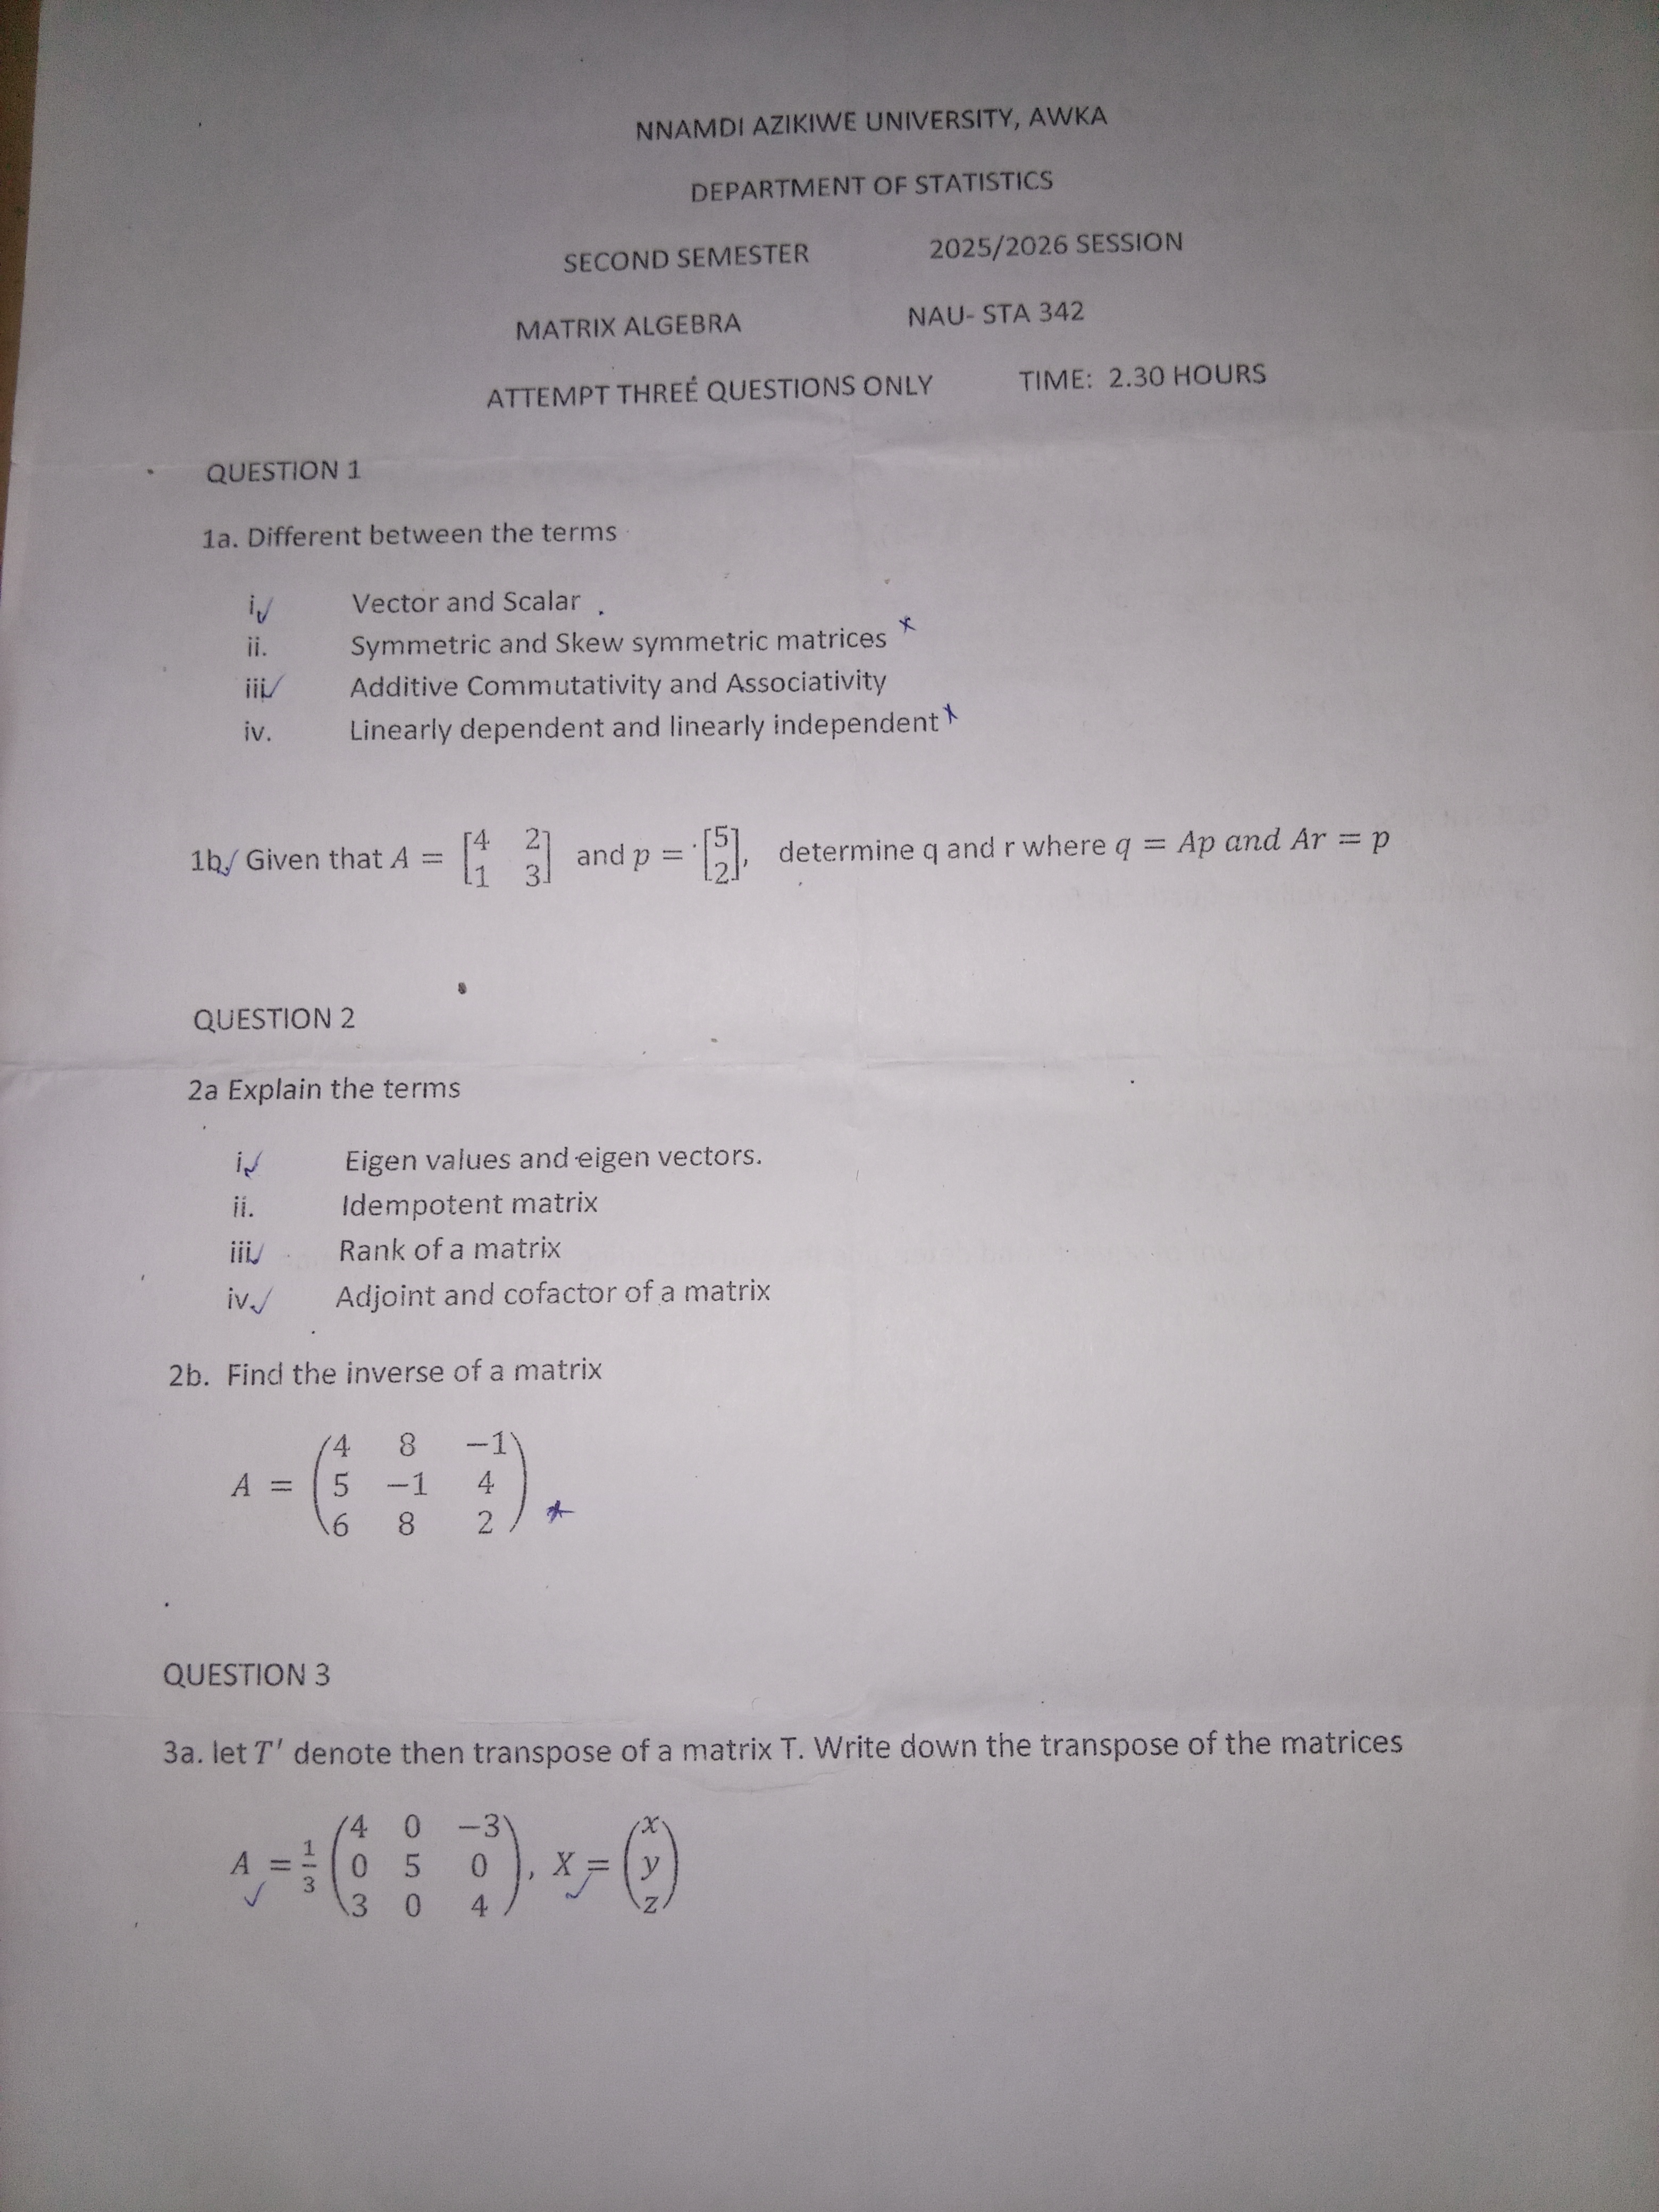 NNAMDI AZIKIWE UNIVERSITY, AWKA
DEPARTMENT OF STATISTICS
SECOND SEMESTER 2025/2026 SESSION
MATRIX ALGEBRA NAU- STA 342
ATTEMPT THREE QUESTIONS ONLY TIME: 2.30 HOURS
QUESTION 1
1a. Different between the terms
i. Vector and Scalar
ii. Symmetric and Skew symmetric matrices
iii. Additive Commutativity and Associativity
iv. Linearly dependent and linearly independent
1b. Given that A = [4 2; 1 3] and p = [5; 2], determine q and r where q = Ap and Ar = p
QUESTION 2
2a Explain the terms
i. Eigen values and eigen vectors.
ii. Idempotent matrix
iii. Rank of a matrix
iv. Adjoint and cofactor of a matrix
2b. Find the inverse of a matrix
A = (4 8 −1; 5 −1 4; 6 8 2)
QUESTION 3
3a. let T′ denote then transpose of a matrix T. Write down the transpose of the matrices
A = 1/3 (4 0 −3; 0 5 0; 3 0 4), X = (x; y; z)